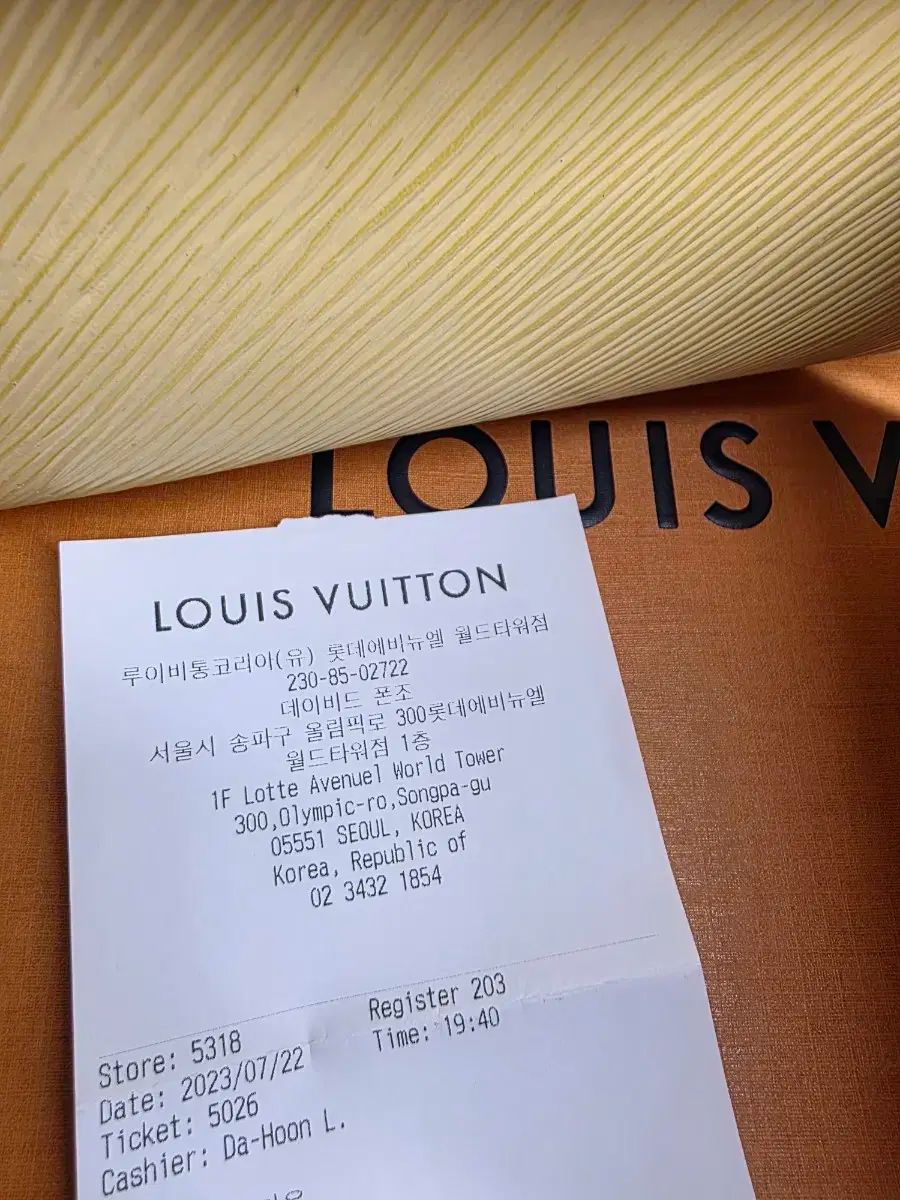 LOUIS V
LOUIS VUITTON
루이비통코리아(유) 롯데에비뉴엘 월드타워점
230-85-02722
데이비드 폰조
서울시 송파구 올림픽로 300롯데에비뉴엘
월드타워점 1층
1F Lotte Avenuel World Tower
300,Olympic-ro,Songpa-gu
05551 SEOUL, KOREA
Korea, Republic of
02 3432 1854
Store: 5318 Register 203
Date: 2023/07/22 Time: 19:40
Ticket: 5026
Cashier: Da-Hoon L.